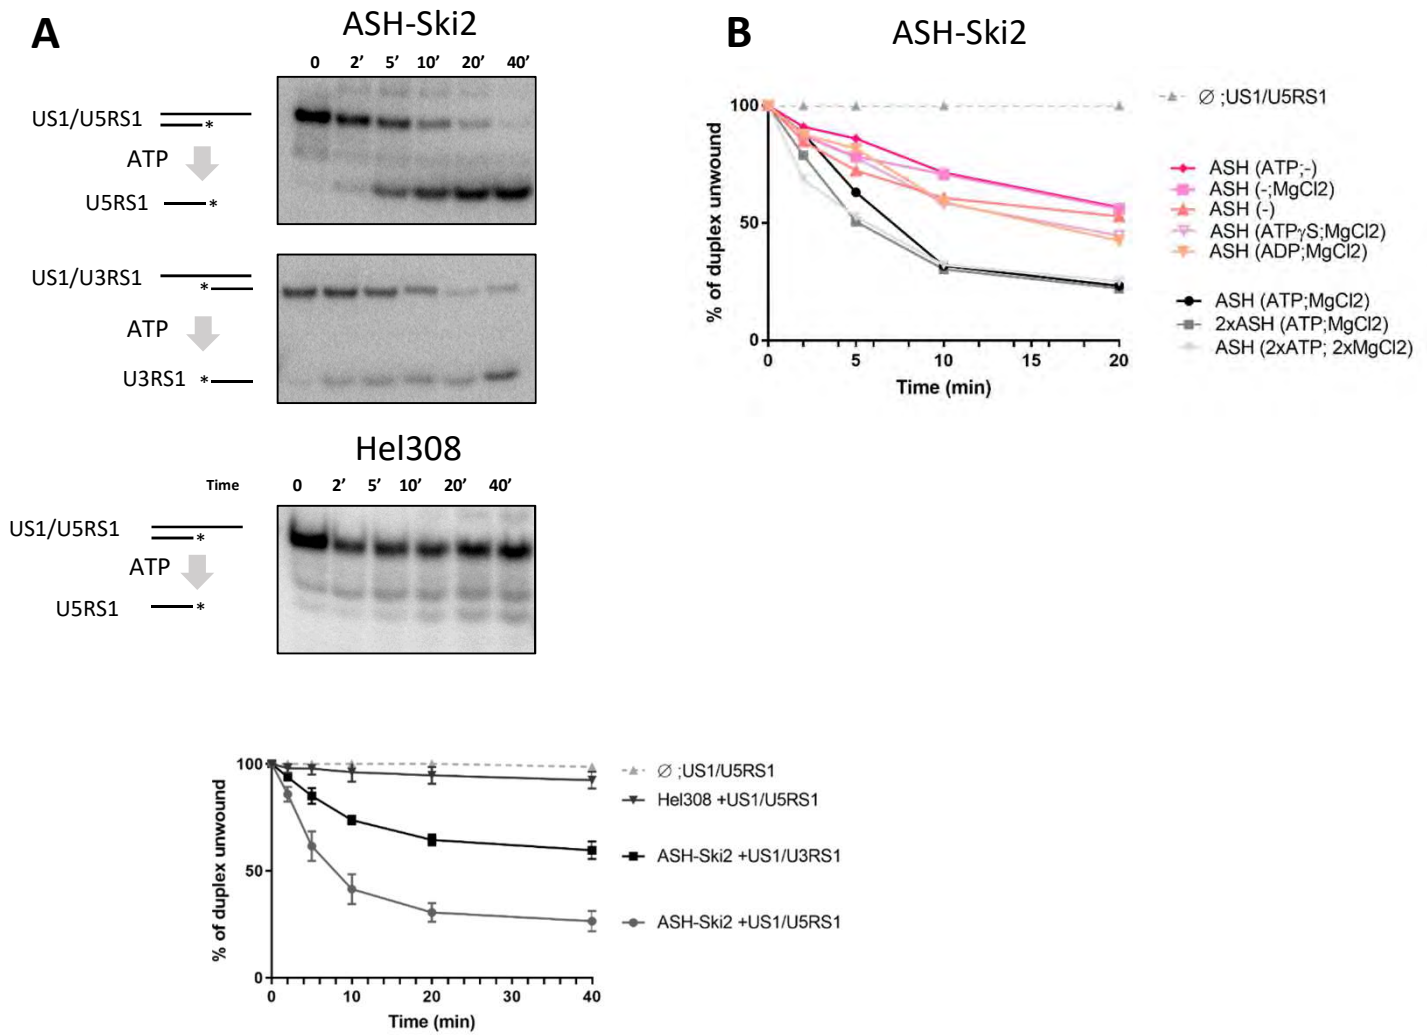 A
ASH-Ski2
0 2’ 5’ 10’ 20’ 40’
US1/U5RS1
*
ATP
U5RS1
*
US1/U3RS1
*
ATP
U3RS1
*
Hel308
Time 0 2’ 5’ 10’ 20’ 40’
US1/U5RS1
*
ATP
U5RS1
*
% of duplex unwound
100
50
0
0 10 20 30 40
Time (min)
∅ ;US1/U5RS1
Hel308 +US1/U5RS1
ASH-Ski2 +US1/U3RS1
ASH-Ski2 +US1/U5RS1
B
ASH-Ski2
% of duplex unwound
100
50
0
0 5 10 15 20
Time (min)
∅ ;US1/U5RS1
ASH (ATP;-)
ASH (-;MgCl2)
ASH (-)
ASH (ATPγS;MgCl2)
ASH (ADP;MgCl2)
ASH (ATP;MgCl2)
2xASH (ATP;MgCl2)
ASH (2xATP; 2xMgCl2)